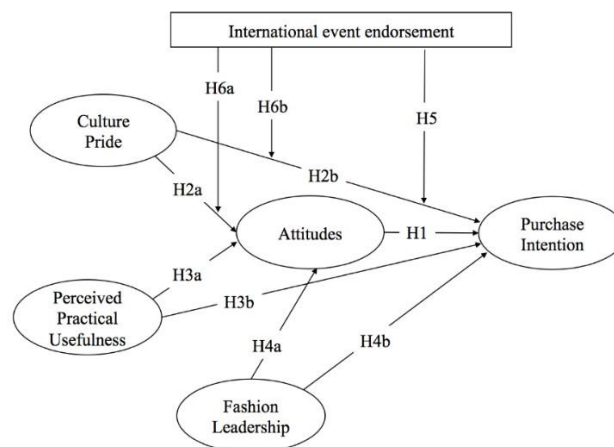 International event endorsement
H6a
H6b
H5
Culture
Pride
H2b
H2a
Attitudes
H1
Purchase
Intention
H3a
Perceived
Practical
Usefulness
H3b
H4a
H4b
Fashion
Leadership